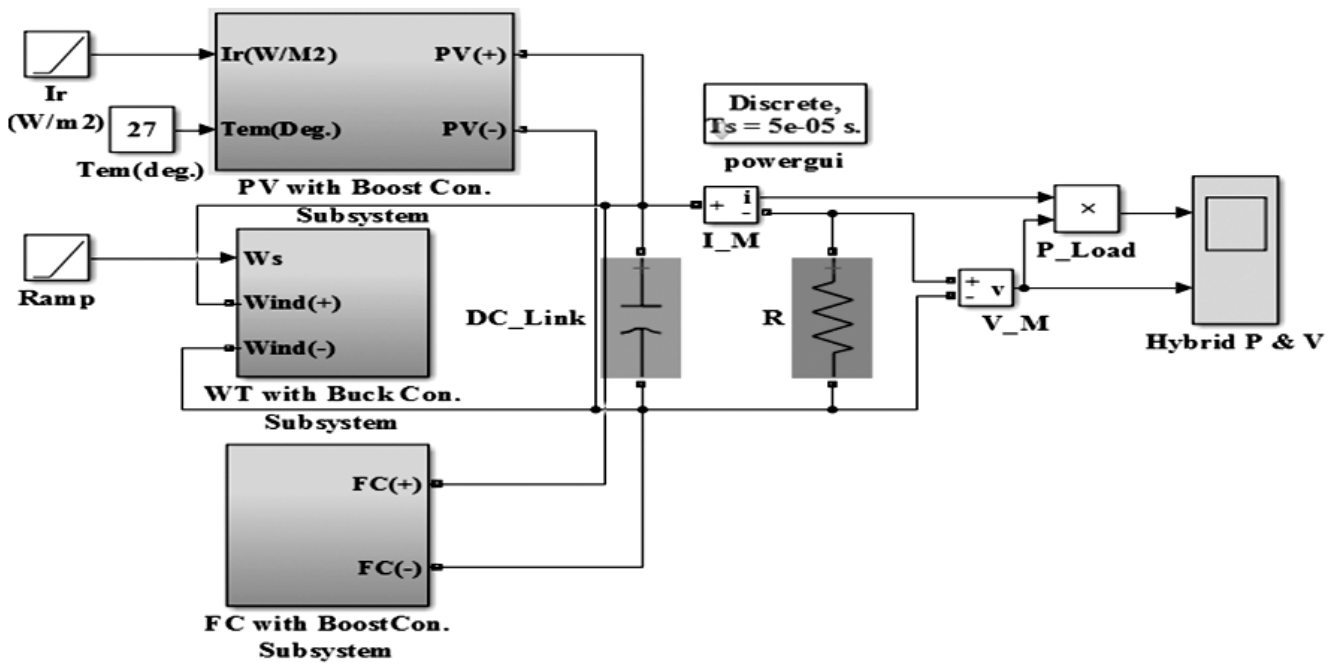 Ir
(W/m2)
27
Tem(deg.)
Ir(W/M2)
Tem(Deg.)
PV(+)
PV(-)
PV with Boost Con.
Subsystem
Discrete,
Ts = 5e-05 s.
powergui
Ramp
Ws
Wind(+)
Wind(-)
WT with Buck Con.
Subsystem
FC(+)
FC(-)
FC with BoostCon.
Subsystem
DC_Link
R
+
i
-
I_M
×
P_Load
+
-
v
V_M
Hybrid P & V